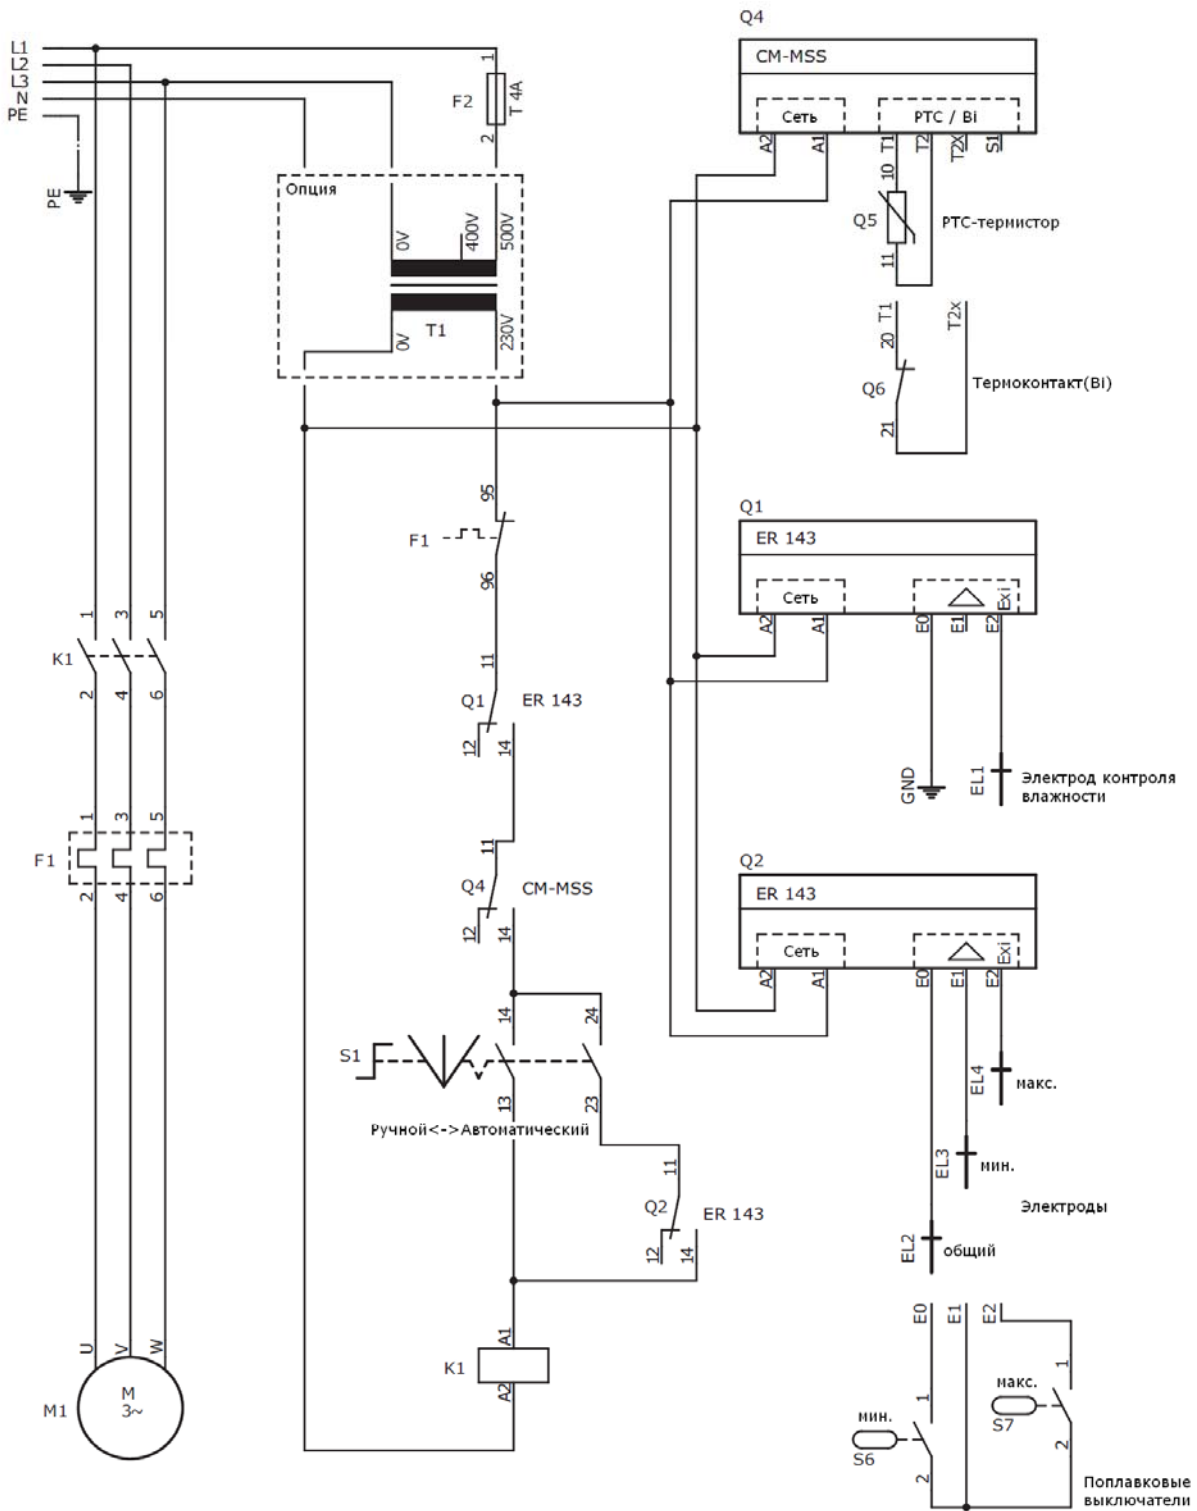 Q4
CM-MSS
Сеть
PTC / Bi
A2
A1
T1
T2
T2X
S1
L1
L2
L3
N
PE
PE
1
F2
T 4A
2
Опция
0V
400V
500V
T1
0V
230V
10
Q5
11
РТС-термистор
T1
T2X
20
Q6
21
Термоконтакт(Bi)
95
F1
96
Q1
ER 143
Сеть
Exi
A2
A1
E0
E1
E2
GND
EL1
Электрод контроля
влажности
1
3
5
K1
2
4
6
11
Q1
ER 143
12
14
1
3
5
F1
2
4
6
11
Q4
CM-MSS
12
14
Q2
ER 143
Сеть
Exi
A2
A1
E0
E1
E2
14
24
S1
13
23
Ручной<->Автоматический
11
Q2
ER 143
12
14
EL4
макс.
EL3
мин.
Электроды
EL2
общий
E0
E1
E2
A1
K1
A2
U
V
W
M1
M
3~
1
макс.
S7
2
1
мин.
S6
2
Поплавковые
выключатели